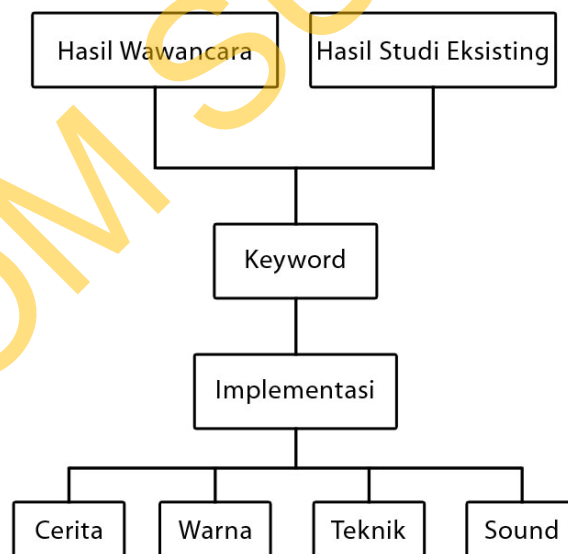 Hasil Wawancara
Hasil Studi Eksisting
Keyword
Implementasi
Cerita
Warna
Teknik
Sound